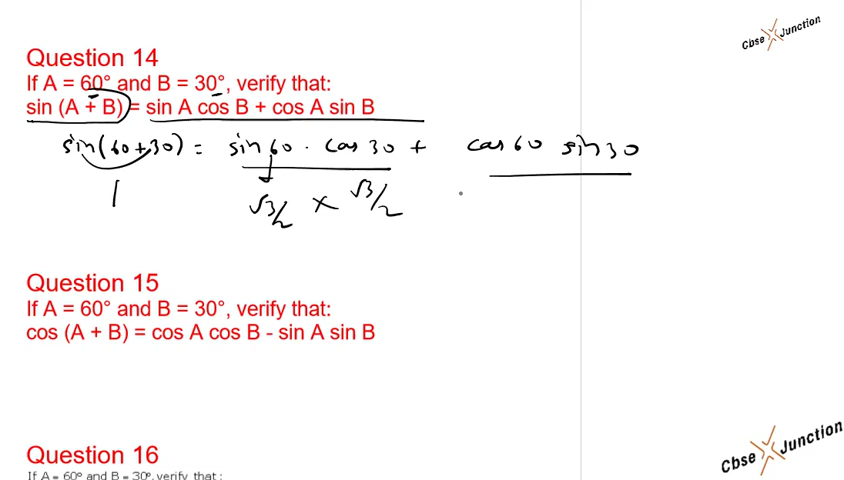 Cbse Junction
Question 14
If A = 60° and B = 30°, verify that:
sin (A + B) = sin A cos B + cos A sin B
sin(60+30) = sin 60 . cos 30 + cos 60 sin 30
1 √3/2 × √3/2
Question 15
If A = 60° and B = 30°, verify that:
cos (A + B) = cos A cos B - sin A sin B
Cbse Junction
Question 16
If A = 60° and B = 30°, verify that :